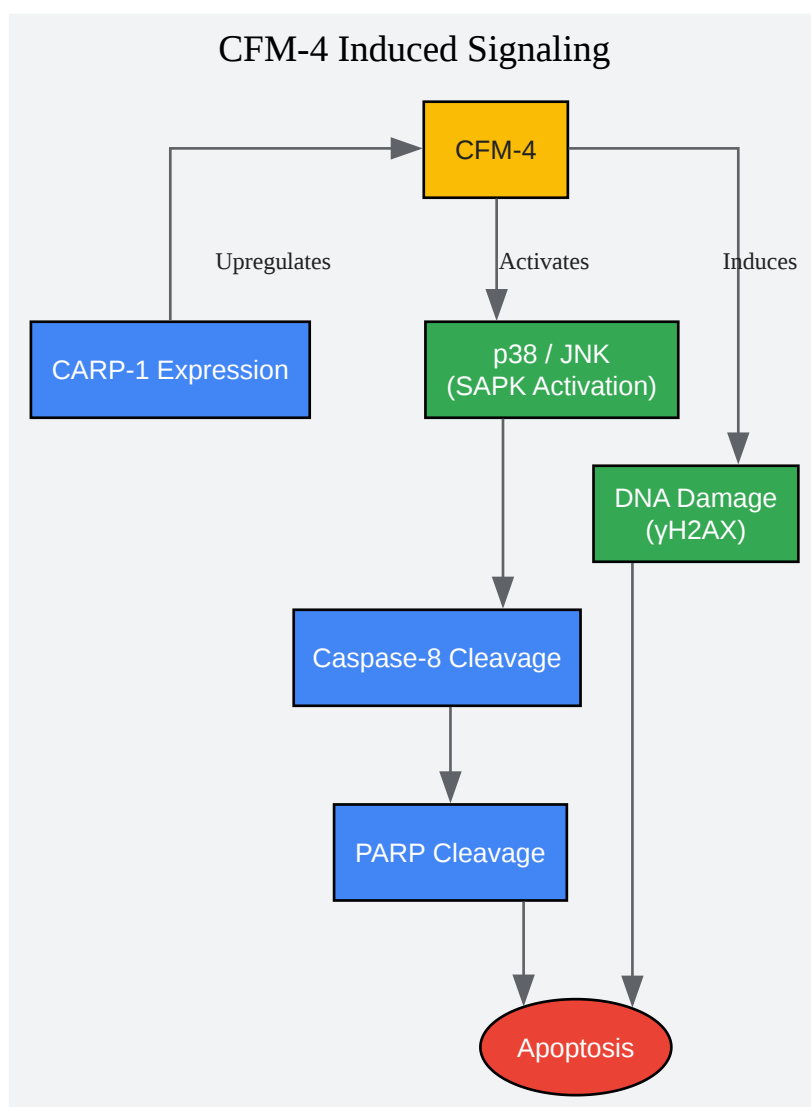 CFM-4 Induced Signaling
CFM-4
Upregulates
Activates
Induces
CARP-1 Expression
p38 / JNK
(SAPK Activation)
DNA Damage
(γH2AX)
Caspase-8 Cleavage
PARP Cleavage
Apoptosis